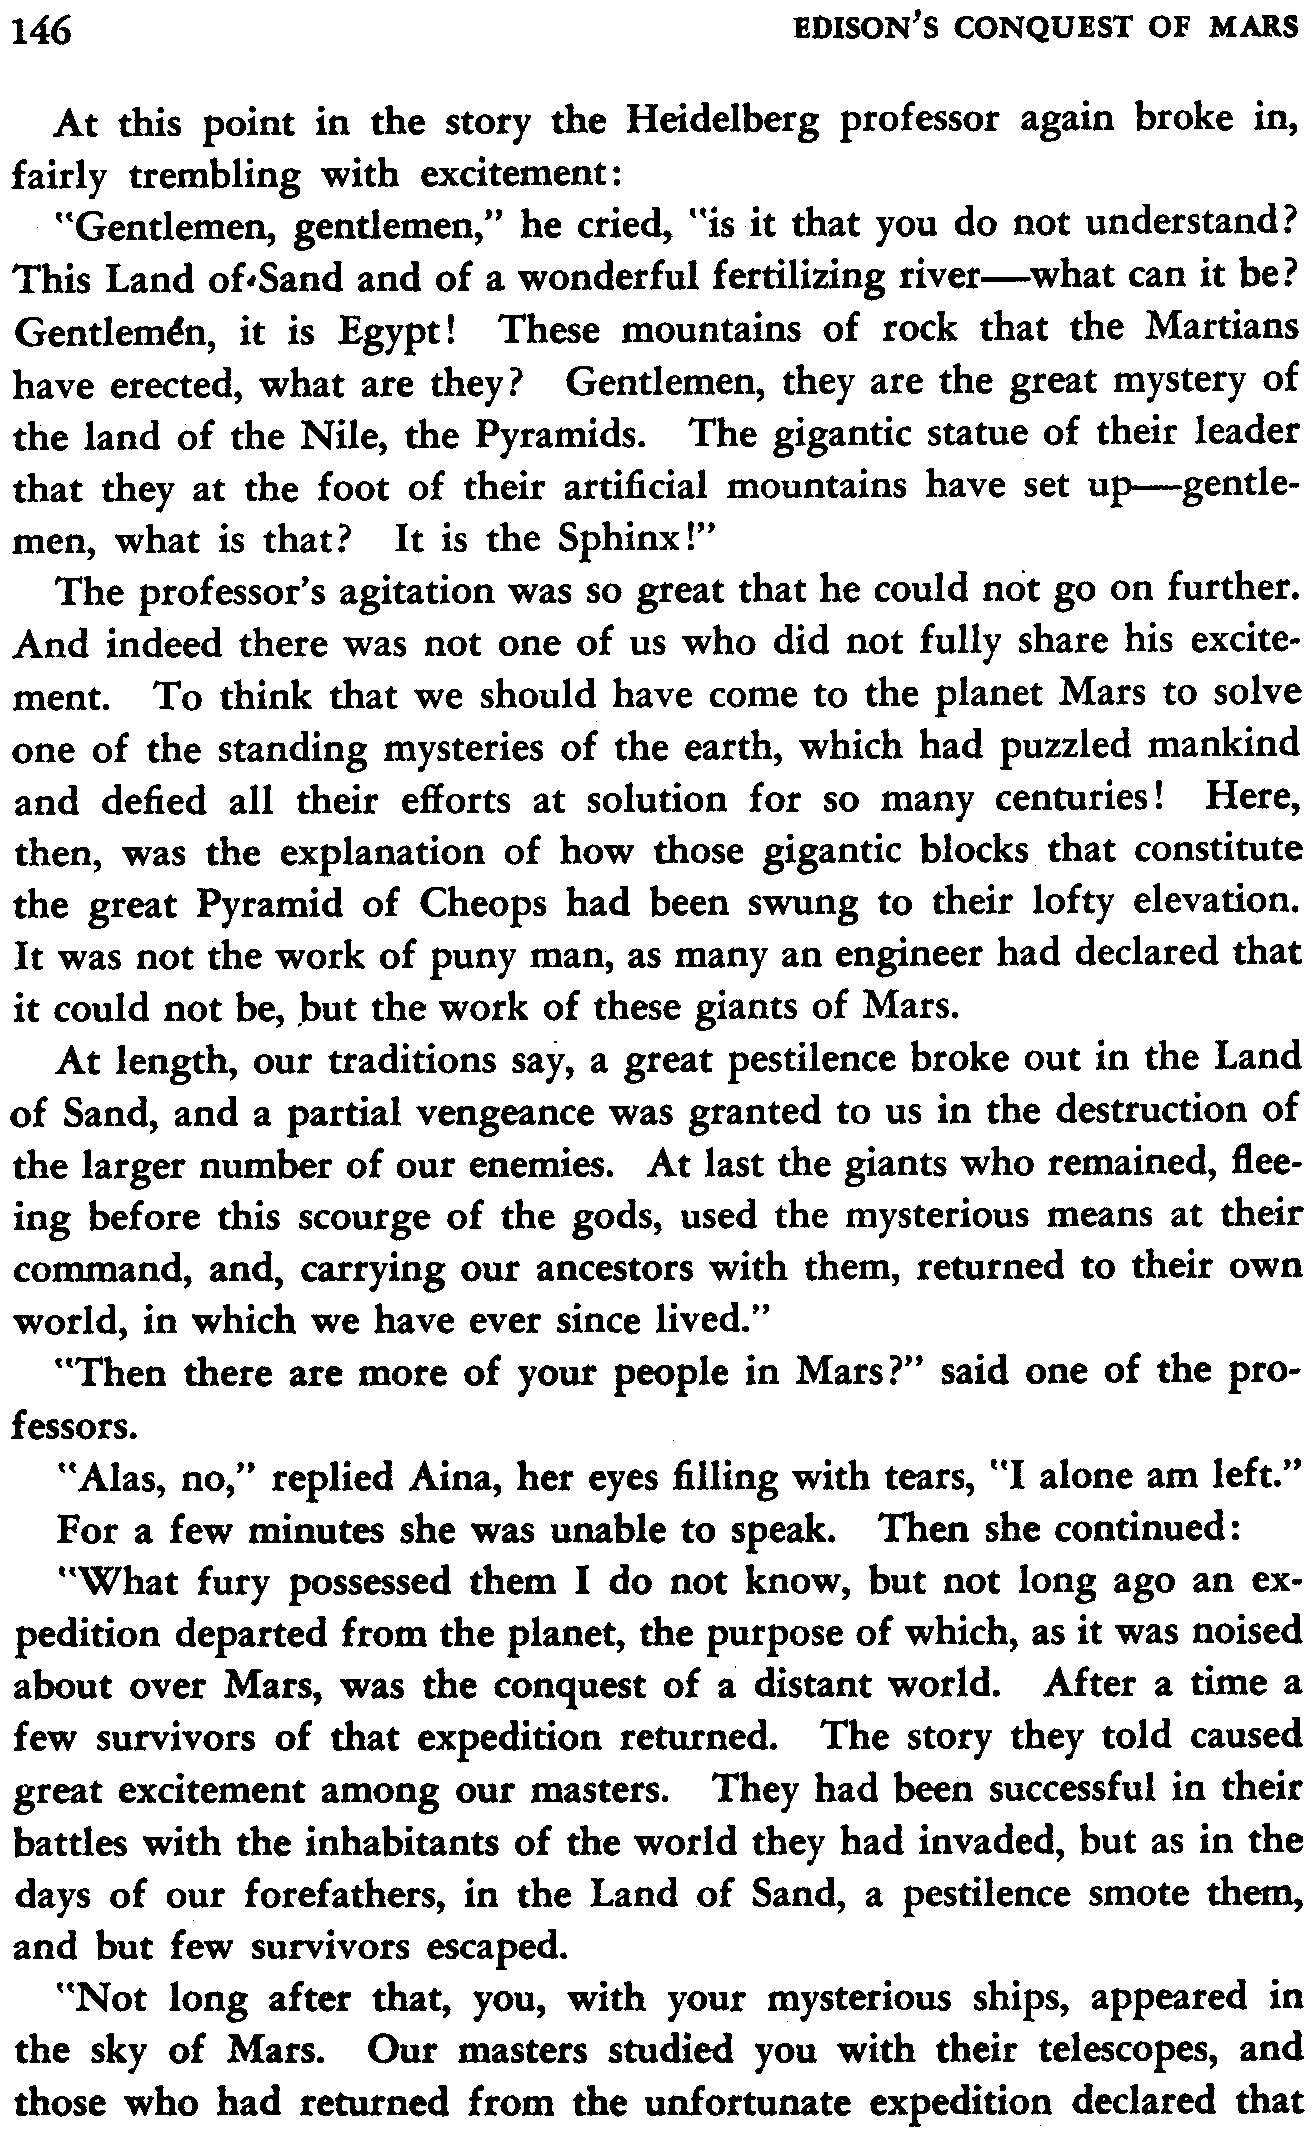 146 EDISON'S CONQUEST OF MARS
At this point in the story the Heidelberg professor again broke in,
fairly trembling with excitement:
"Gentlemen, gentlemen," he cried, "is it that you do not understand?
This Land of Sand and of a wonderful fertilizing river—what can it be?
Gentlemen, it is Egypt! These mountains of rock that the Martians
have erected, what are they? Gentlemen, they are the great mystery of
the land of the Nile, the Pyramids. The gigantic statue of their leader
that they at the foot of their artificial mountains have set up—gentle-
men, what is that? It is the Sphinx!"
The professor's agitation was so great that he could not go on further.
And indeed there was not one of us who did not fully share his excite-
ment. To think that we should have come to the planet Mars to solve
one of the standing mysteries of the earth, which had puzzled mankind
and defied all their efforts at solution for so many centuries! Here,
then, was the explanation of how those gigantic blocks that constitute
the great Pyramid of Cheops had been swung to their lofty elevation.
It was not the work of puny man, as many an engineer had declared that
it could not be, but the work of these giants of Mars.
At length, our traditions say, a great pestilence broke out in the Land
of Sand, and a partial vengeance was granted to us in the destruction of
the larger number of our enemies. At last the giants who remained, flee-
ing before this scourge of the gods, used the mysterious means at their
command, and, carrying our ancestors with them, returned to their own
world, in which we have ever since lived."
"Then there are more of your people in Mars?" said one of the pro-
fessors.
"Alas, no," replied Aina, her eyes filling with tears, "I alone am left."
For a few minutes she was unable to speak. Then she continued:
"What fury possessed them I do not know, but not long ago an ex-
pedition departed from the planet, the purpose of which, as it was noised
about over Mars, was the conquest of a distant world. After a time a
few survivors of that expedition returned. The story they told caused
great excitement among our masters. They had been successful in their
battles with the inhabitants of the world they had invaded, but as in the
days of our forefathers, in the Land of Sand, a pestilence smote them,
and but few survivors escaped.
"Not long after that, you, with your mysterious ships, appeared in
the sky of Mars. Our masters studied you with their telescopes, and
those who had returned from the unfortunate expedition declared that